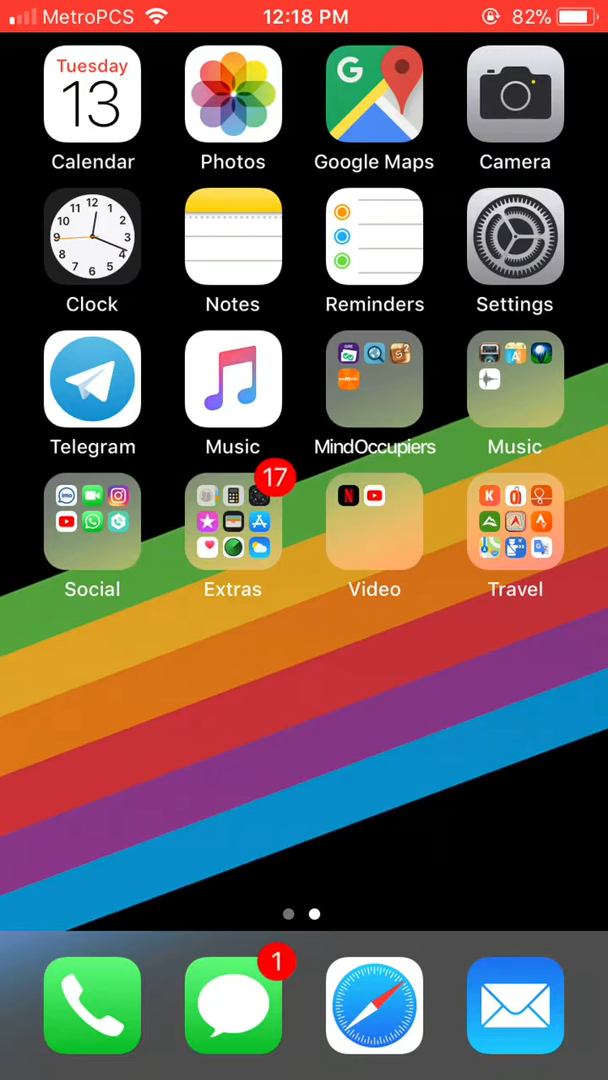 MetroPCS 12:18 PM 82%
Tuesday
13
Calendar Photos Google Maps Camera
Clock Notes Reminders Settings
Telegram Music MindOccupiers Music
17
Social Extras Video Travel
1